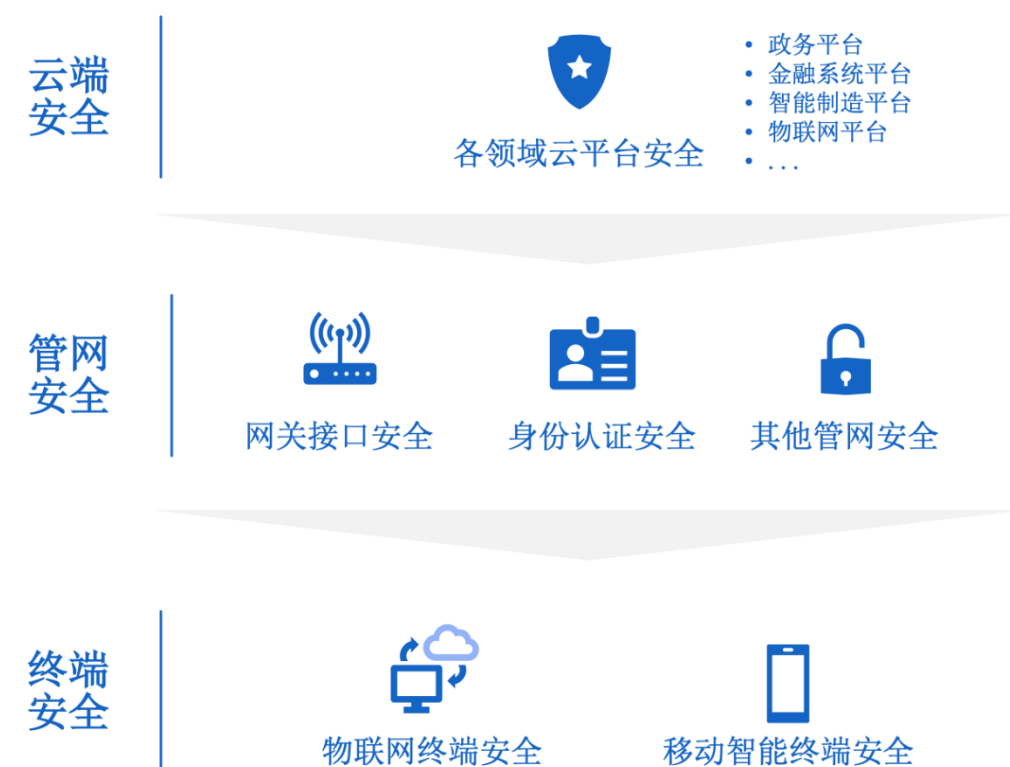 云端
安全
各领域云平台安全
• 政务平台
• 金融系统平台
• 智能制造平台
• 物联网平台
• ...
管网
安全
网关接口安全
身份认证安全
其他管网安全
终端
安全
物联网终端安全
移动智能终端安全